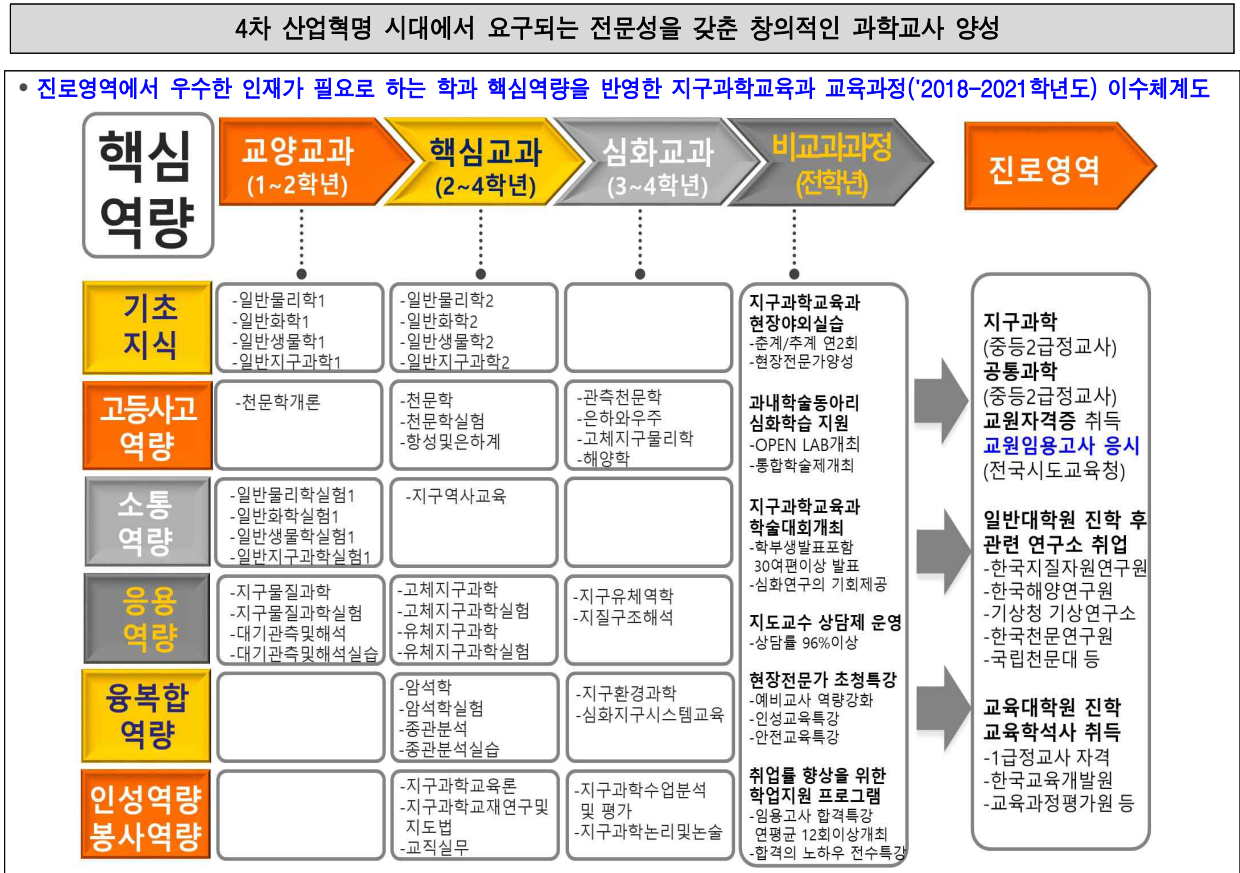 4차 산업혁명 시대에서 요구되는 전문성을 갖춘 창의적인 과학교사 양성
• 진로영역에서 우수한 인재가 필요로 하는 학과 핵심역량을 반영한 지구과학교육과 교육과정('2018-2021학년도) 이수체계도
핵심
역량
교양교과
(1~2학년)
핵심교과
(2~4학년)
심화교과
(3~4학년)
비교과과정
(전학년)
진로영역
기초
지식
-일반물리학1
-일반화학1
-일반생물학1
-일반지구과학1
-일반물리학2
-일반화학2
-일반생물학2
-일반지구과학2
고등사고
역량
-천문학개론
-천문학
-천문학실험
-항성및은하계
-관측천문학
-은하와우주
-고체지구물리학
-해양학
소통
역량
-일반물리학실험1
-일반화학실험1
-일반생물학실험1
-일반지구과학실험1
-지구역사교육
응용
역량
-지구물질과학
-지구물질과학실험
-대기관측및해석
-대기관측및해석실습
-고체지구과학
-고체지구과학실험
-유체지구과학
-유체지구과학실험
-지구유체역학
-지질구조해석
융복합
역량
-암석학
-암석학실험
-종관분석
-종관분석실습
-지구환경과학
-심화지구시스템교육
인성역량
봉사역량
-지구과학교육론
-지구과학교재연구및
지도법
-교직실무
-지구과학수업분석
및 평가
-지구과학논리및논술
지구과학교육과
현장야외실습
-춘계/추계 연2회
-현장전문가양성
과내학술동아리
심화학습 지원
-OPEN LAB개최
-통합학술제개최
지구과학교육과
학술대회개최
-학부생발표포함
30여편이상 발표
-심화연구의 기회제공
지도교수 상담제 운영
-상담률 96%이상
현장전문가 초청특강
-예비교사 역량강화
-인성교육특강
-안전교육특강
취업률 향상을 위한
학업지원 프로그램
-임용고사 합격특강
연평균 12회이상개최
-합격의 노하우 전수특강
지구과학
(중등2급정교사)
공통과학
(중등2급정교사)
교원자격증 취득
교원임용고사 응시
(전국시도교육청)
일반대학원 진학 후
관련 연구소 취업
-한국지질자원연구원
-한국해양연구원
-기상청 기상연구소
-한국천문연구원
-국립천문대 등
교육대학원 진학
교육학석사 취득
-1급정교사 자격
-한국교육개발원
-교육과정평가원 등